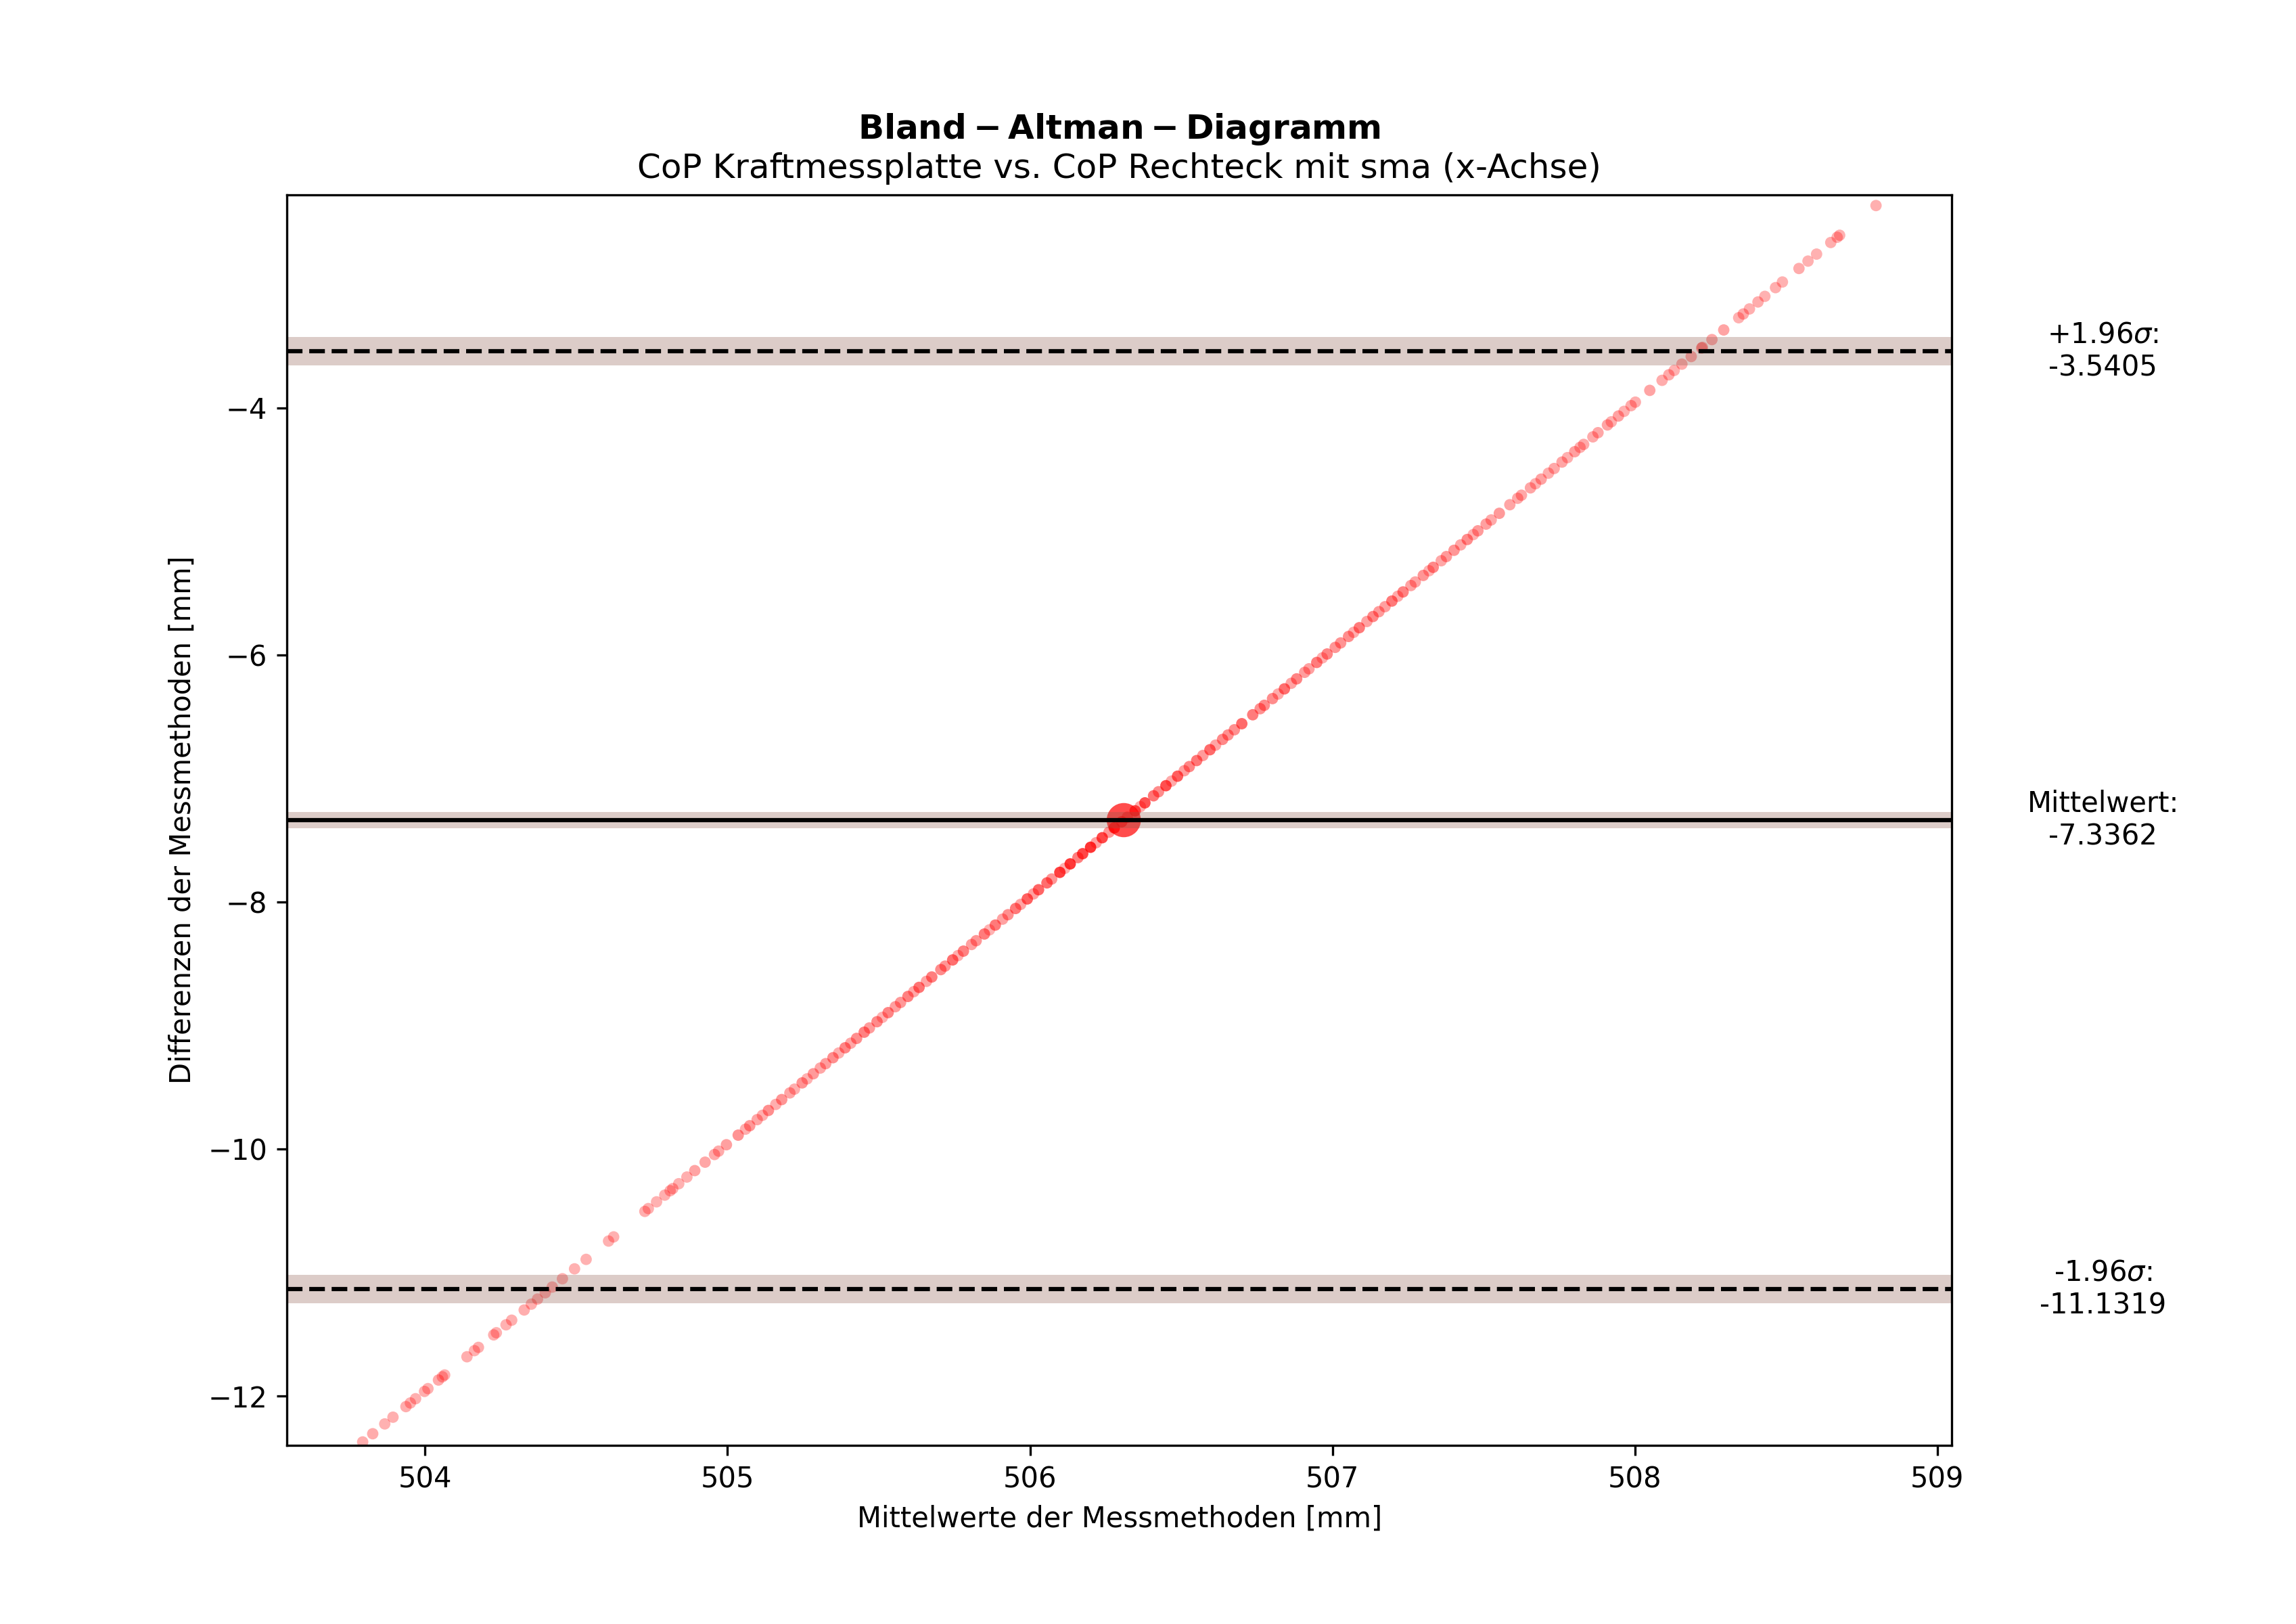 Bland−Altman−Diagramm
CoP Kraftmessplatte vs. CoP Rechteck mit sma (x-Achse)
Differenzen der Messmethoden [mm]
−4
−6
−8
−10
−12
+1.96σ:
-3.5405
Mittelwert:
-7.3362
-1.96σ:
-11.1319
504
505
506
507
508
509
Mittelwerte der Messmethoden [mm]